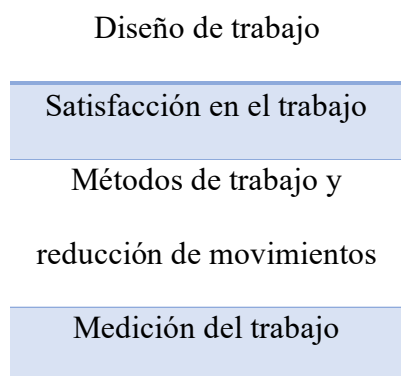 Diseño de trabajo
Satisfacción en el trabajo
Métodos de trabajo y
reducción de movimientos
Medición del trabajo